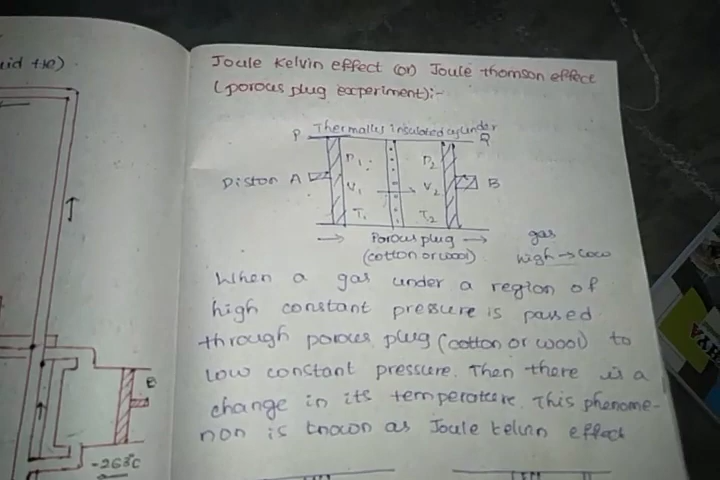 uid He)
Joule Kelvin effect (or) Joule thomson effect
(porous plug experiment):-
P Thermally insulated cylinder Q
P1 P2
Piston A V1 V2 B
T1 T2
Porous plug
(cotton or wool)
gas
high → Low
When a gas under a region of
high constant pressure is passed
through porous plug (cotton or wool) to
low constant pressure. Then there is a
change in its temperature. This phenome-
non is known as Joule kelvin effect
B
-263°C